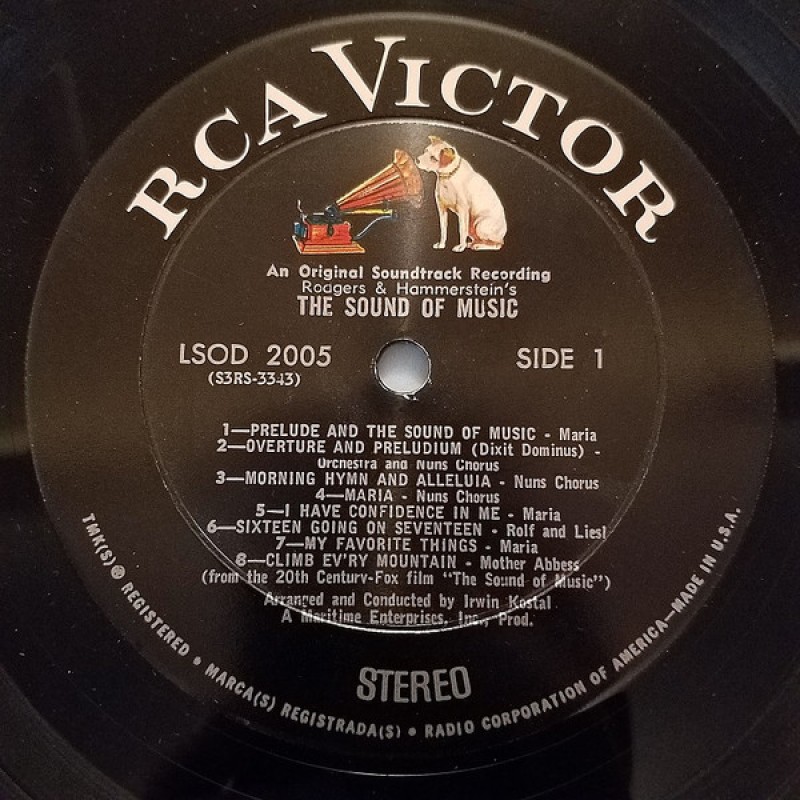 RCA VICTOR
An Original Soundtrack Recording
Rodgers & Hammerstein's
THE SOUND OF MUSIC
LSOD 2005
(S3RS-3343)
SIDE 1
1—PRELUDE AND THE SOUND OF MUSIC - Maria
2—OVERTURE AND PRELUDIUM (Dixit Dominus) -
Orchestra and Nuns Chorus
3—MORNING HYMN AND ALLELUIA - Nuns Chorus
4—MARIA - Nuns Chorus
5—I HAVE CONFIDENCE IN ME - Maria
6—SIXTEEN GOING ON SEVENTEEN - Rolf and Liesl
7—MY FAVORITE THINGS - Maria
8—CLIMB EV'RY MOUNTAIN - Mother Abbess
(from the 20th Century-Fox film "The Sound of Music")
Arranged and Conducted by Irwin Kostal
A Maritime Enterprises, Inc., Prod.
STEREO
TMK(S) ® REGISTERED • MARCA(S) REGISTRADA(S) • RADIO CORPORATION OF AMERICA—MADE IN U.S.A.